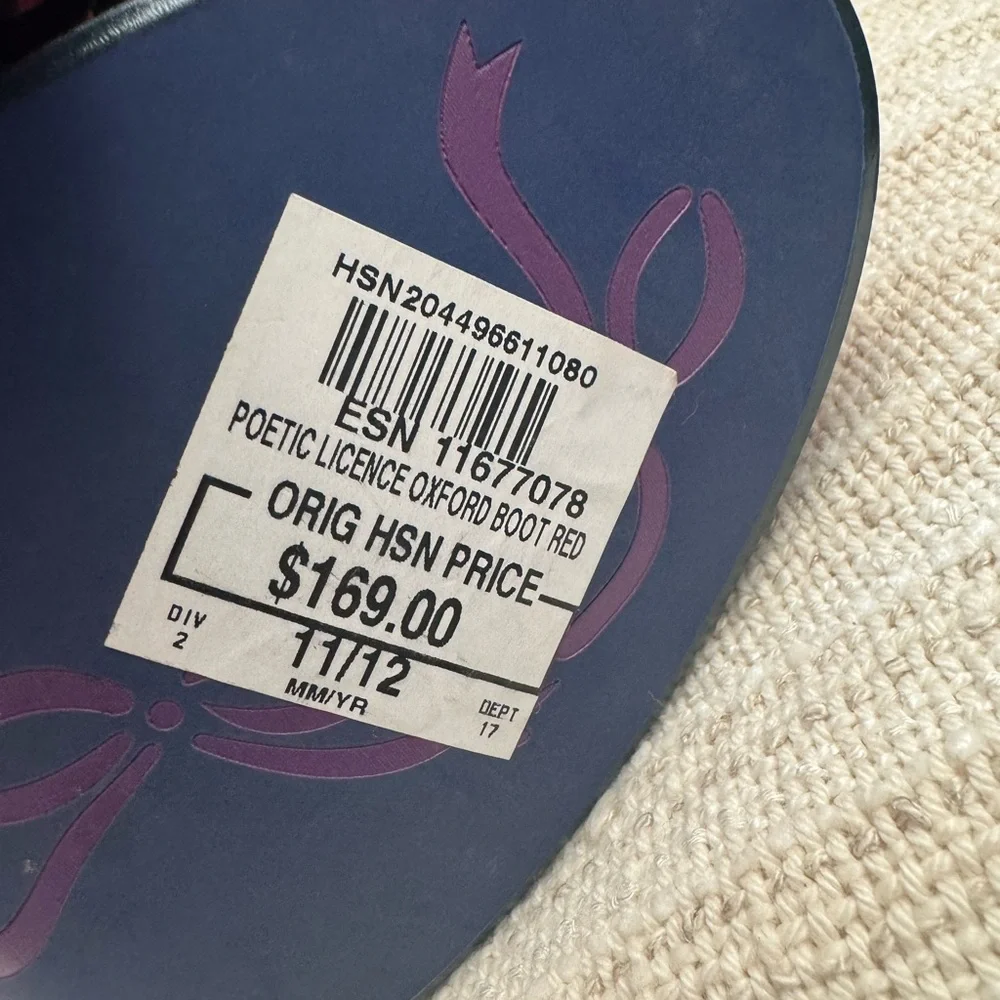 HSN204496611080
ESN 11677078
POETIC LICENCE OXFORD BOOT RED
ORIG HSN PRICE
$169.00
DIV
2
11/12
MM/YR
DEPT
17